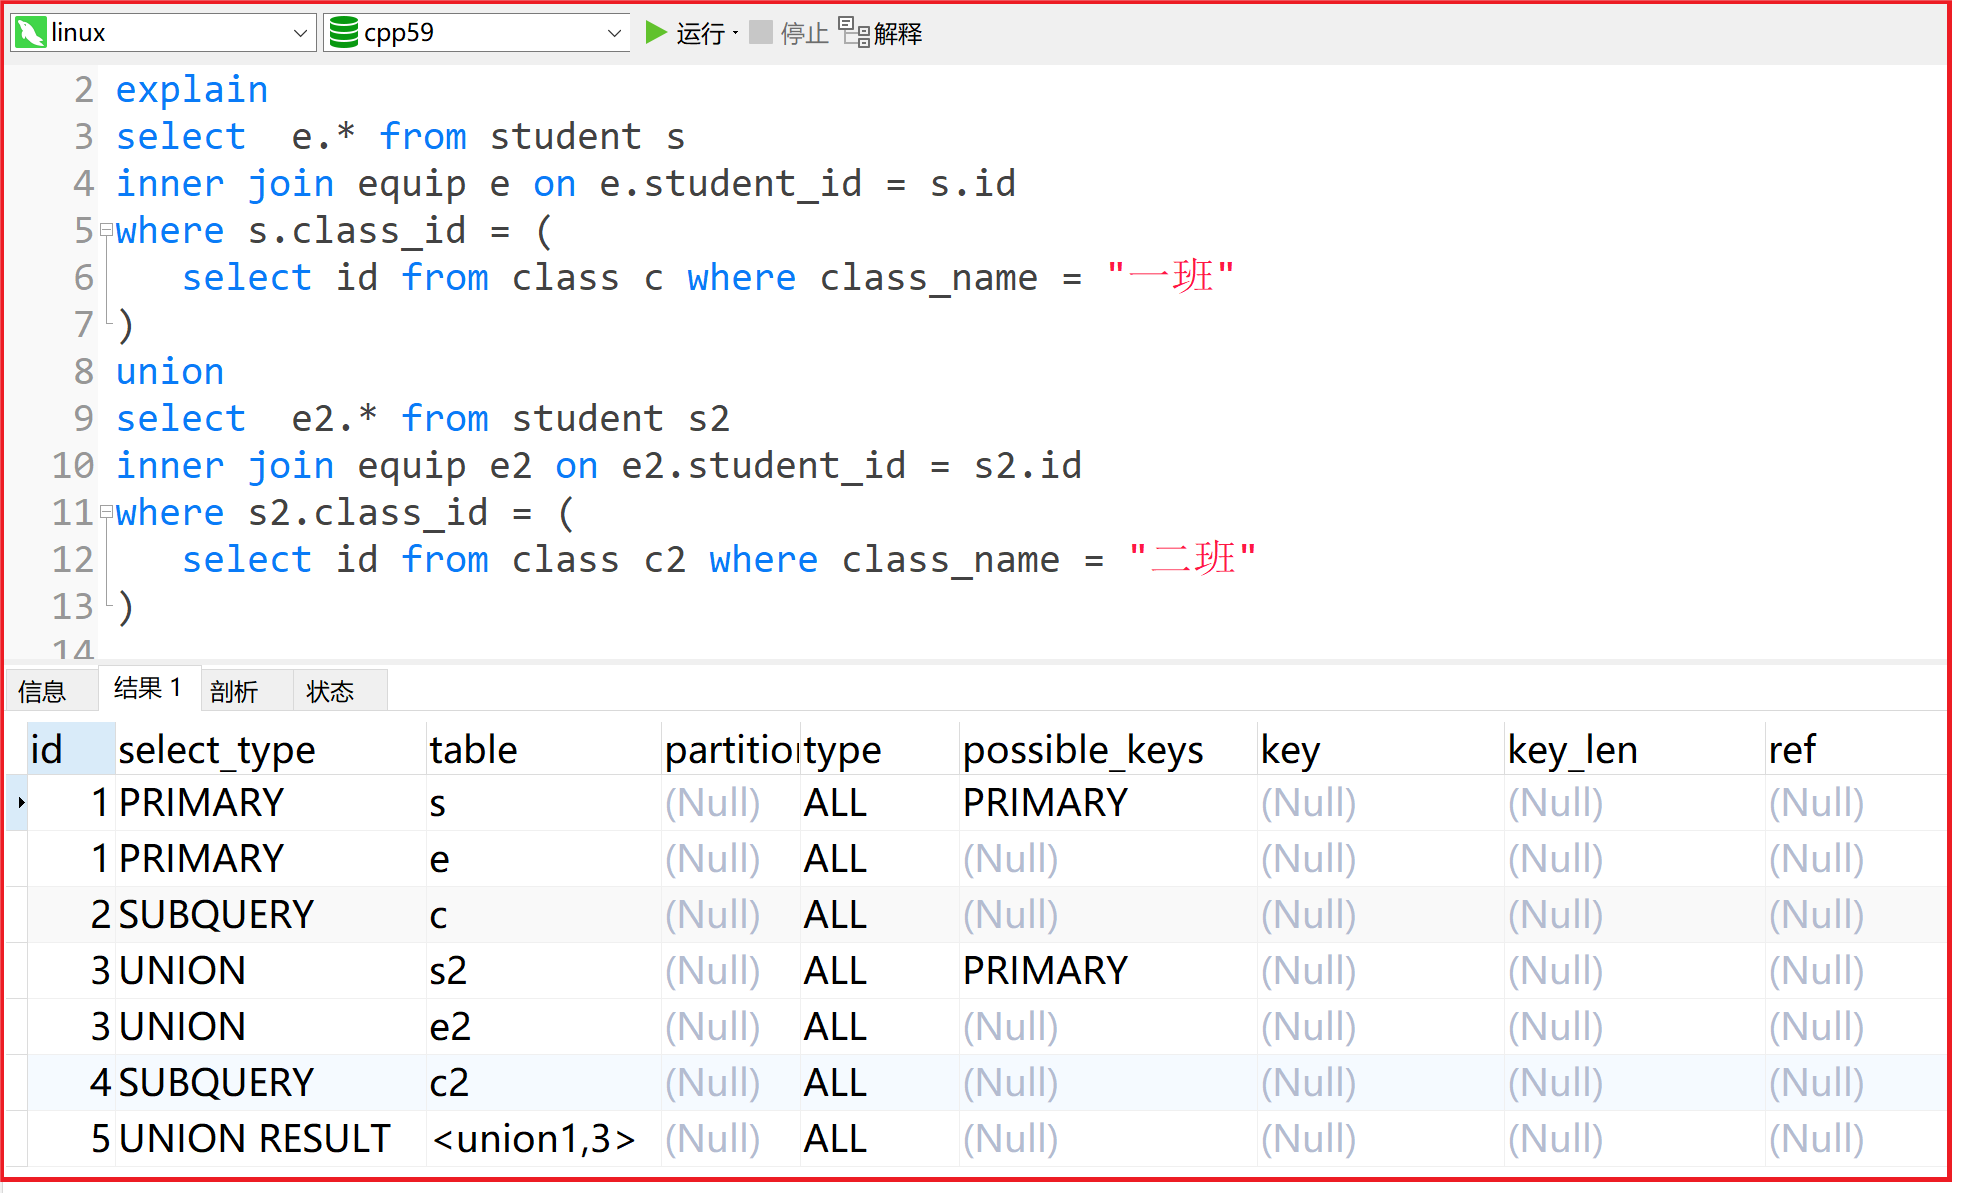 linux cpp59 运行 · 停止 解释
2 explain
3 select  e.* from student s
4 inner join equip e on e.student_id = s.id
5 where s.class_id = (
6    select id from class c where class_name = "一班"
7 )
8 union
9 select  e2.* from student s2
10 inner join equip e2 on e2.student_id = s2.id
11 where s2.class_id = (
12    select id from class c2 where class_name = "二班"
13 )
14
信息 结果 1 剖析 状态
id select_type table partition type possible_keys key key_len ref
1 PRIMARY s (Null) ALL PRIMARY (Null) (Null) (Null)
1 PRIMARY e (Null) ALL (Null) (Null) (Null) (Null)
2 SUBQUERY c (Null) ALL (Null) (Null) (Null) (Null)
3 UNION s2 (Null) ALL PRIMARY (Null) (Null) (Null)
3 UNION e2 (Null) ALL (Null) (Null) (Null) (Null)
4 SUBQUERY c2 (Null) ALL (Null) (Null) (Null) (Null)
5 UNION RESULT <union1,3> (Null) ALL (Null) (Null) (Null) (Null)